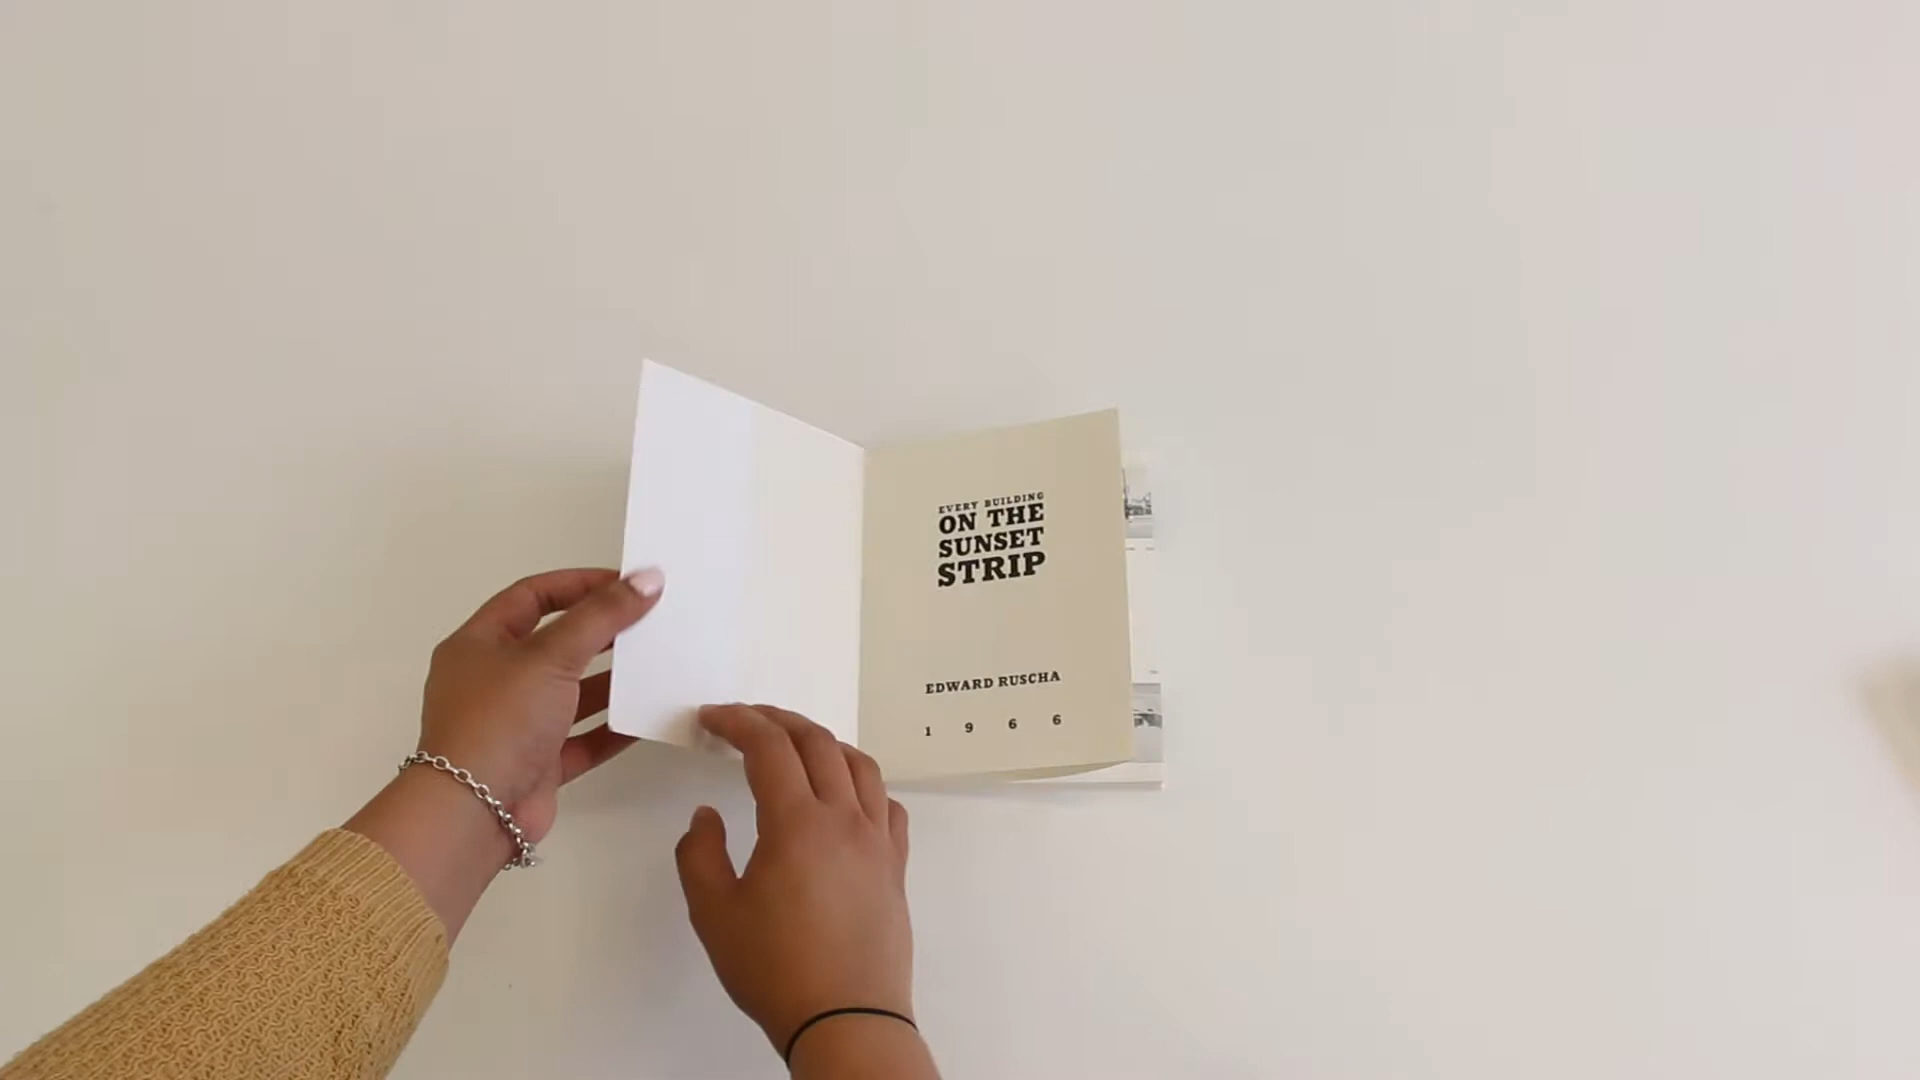 EVERY BUILDING
ON THE
SUNSET
STRIP
EDWARD RUSCHA
1 9 6 6